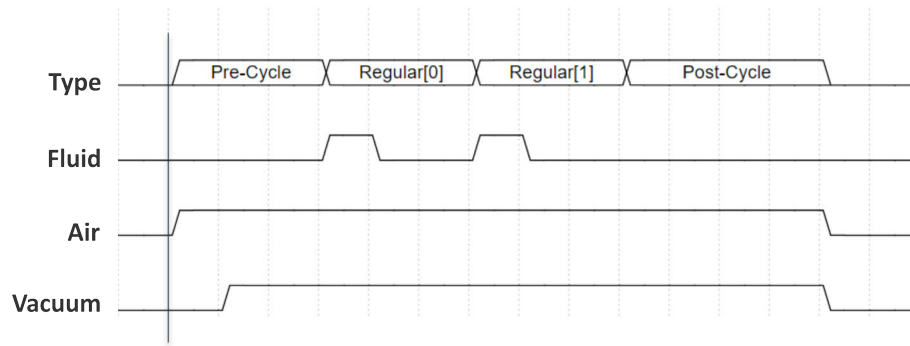 Type
Pre-Cycle
Regular[0]
Regular[1]
Post-Cycle
Fluid
Air
Vacuum